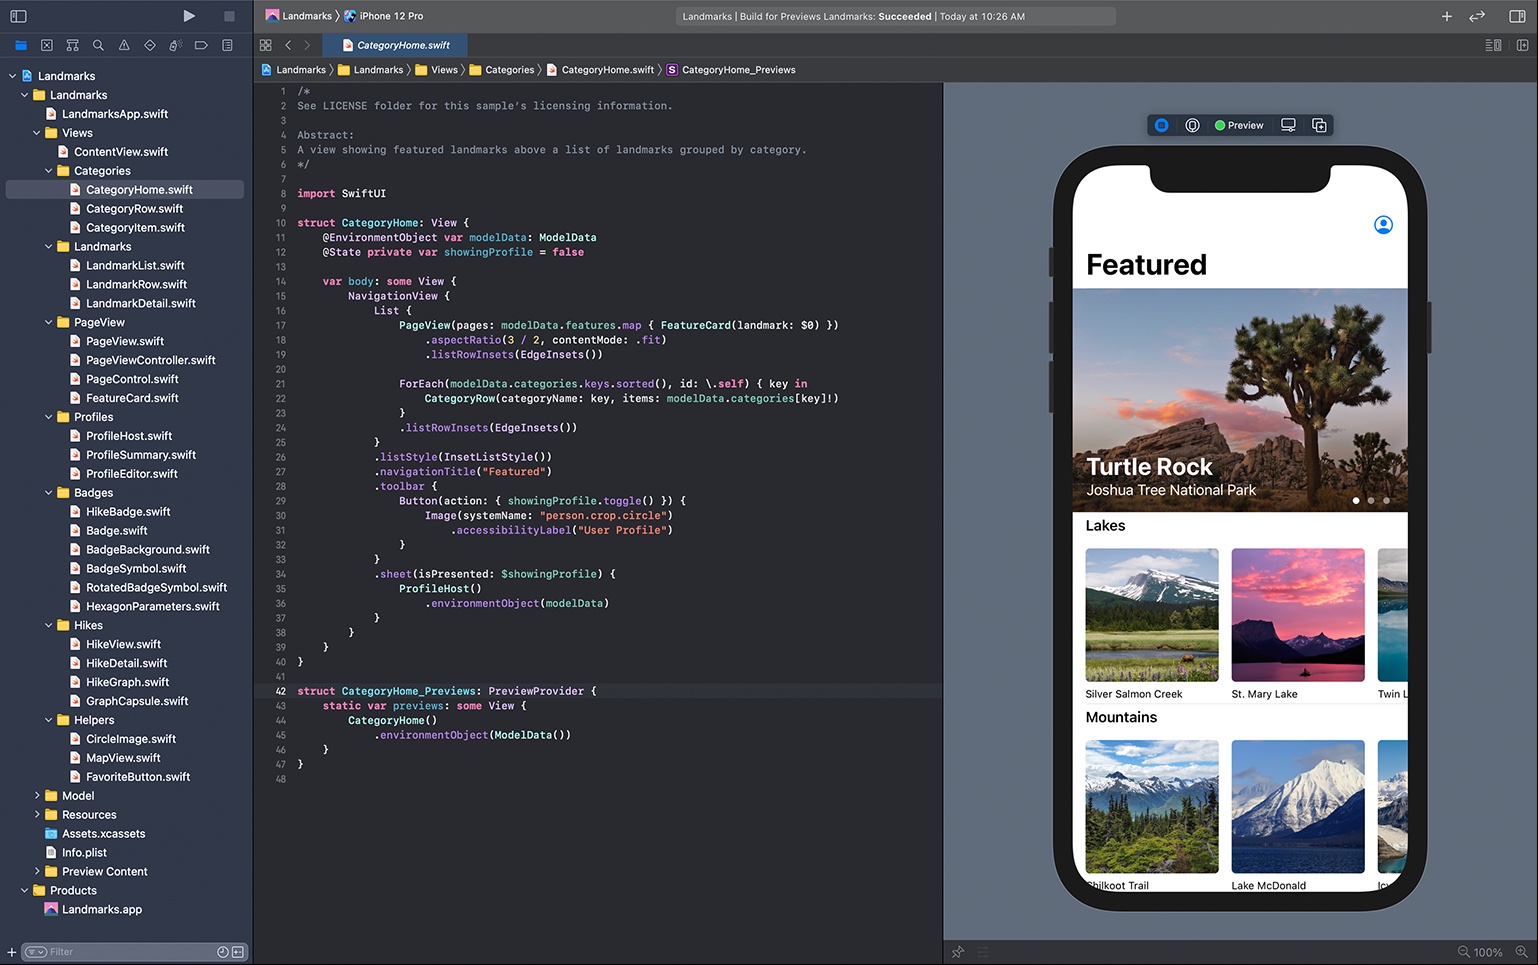 Landmarks
iPhone 12 Pro
Landmarks | Build for Previews Landmarks: Succeeded | Today at 10:26 AM
CategoryHome.swift
Landmarks
Landmarks
Views
Categories
CategoryHome.swift
S CategoryHome_Previews
Landmarks
Landmarks
LandmarksApp.swift
Views
ContentView.swift
Categories
CategoryHome.swift
CategoryRow.swift
CategoryItem.swift
Landmarks
LandmarkList.swift
LandmarkRow.swift
LandmarkDetail.swift
PageView
PageView.swift
PageViewController.swift
PageControl.swift
FeatureCard.swift
Profiles
ProfileHost.swift
ProfileSummary.swift
ProfileEditor.swift
Badges
HikeBadge.swift
Badge.swift
BadgeBackground.swift
BadgeSymbol.swift
RotatedBadgeSymbol.swift
HexagonParameters.swift
Hikes
HikeView.swift
HikeDetail.swift
HikeGraph.swift
GraphCapsule.swift
Helpers
CircleImage.swift
MapView.swift
FavoriteButton.swift
Model
Resources
Assets.xcassets
Info.plist
Preview Content
Products
Landmarks.app
Filter
1 /*
2 See LICENSE folder for this sample's licensing information.
3
4 Abstract:
5 A view showing featured landmarks above a list of landmarks grouped by category.
6 */
7
8 import SwiftUI
9
10 struct CategoryHome: View {
11 @EnvironmentObject var modelData: ModelData
12 @State private var showingProfile = false
13
14 var body: some View {
15 NavigationView {
16 List {
17 PageView(pages: modelData.features.map { FeatureCard(landmark: $0) })
18 .aspectRatio(3 / 2, contentMode: .fit)
19 .listRowInsets(EdgeInsets())
20
21 ForEach(modelData.categories.keys.sorted(), id: \.self) { key in
22 CategoryRow(categoryName: key, items: modelData.categories[key]!)
23 }
24 .listRowInsets(EdgeInsets())
25 }
26 .listStyle(InsetListStyle())
27 .navigationTitle("Featured")
28 .toolbar {
29 Button(action: { showingProfile.toggle() }) {
30 Image(systemName: "person.crop.circle")
31 .accessibilityLabel("User Profile")
32 }
33 }
34 .sheet(isPresented: $showingProfile) {
35 ProfileHost()
36 .environmentObject(modelData)
37 }
38 }
39 }
40 }
41
42 struct CategoryHome_Previews: PreviewProvider {
43 static var previews: some View {
44 CategoryHome()
45 .environmentObject(ModelData())
46 }
47 }
48
Preview
Featured
Turtle Rock
Joshua Tree National Park
Lakes
Silver Salmon Creek
St. Mary Lake
Twin L
Mountains
Chilkoot Trail
Lake McDonald
Icy
100%